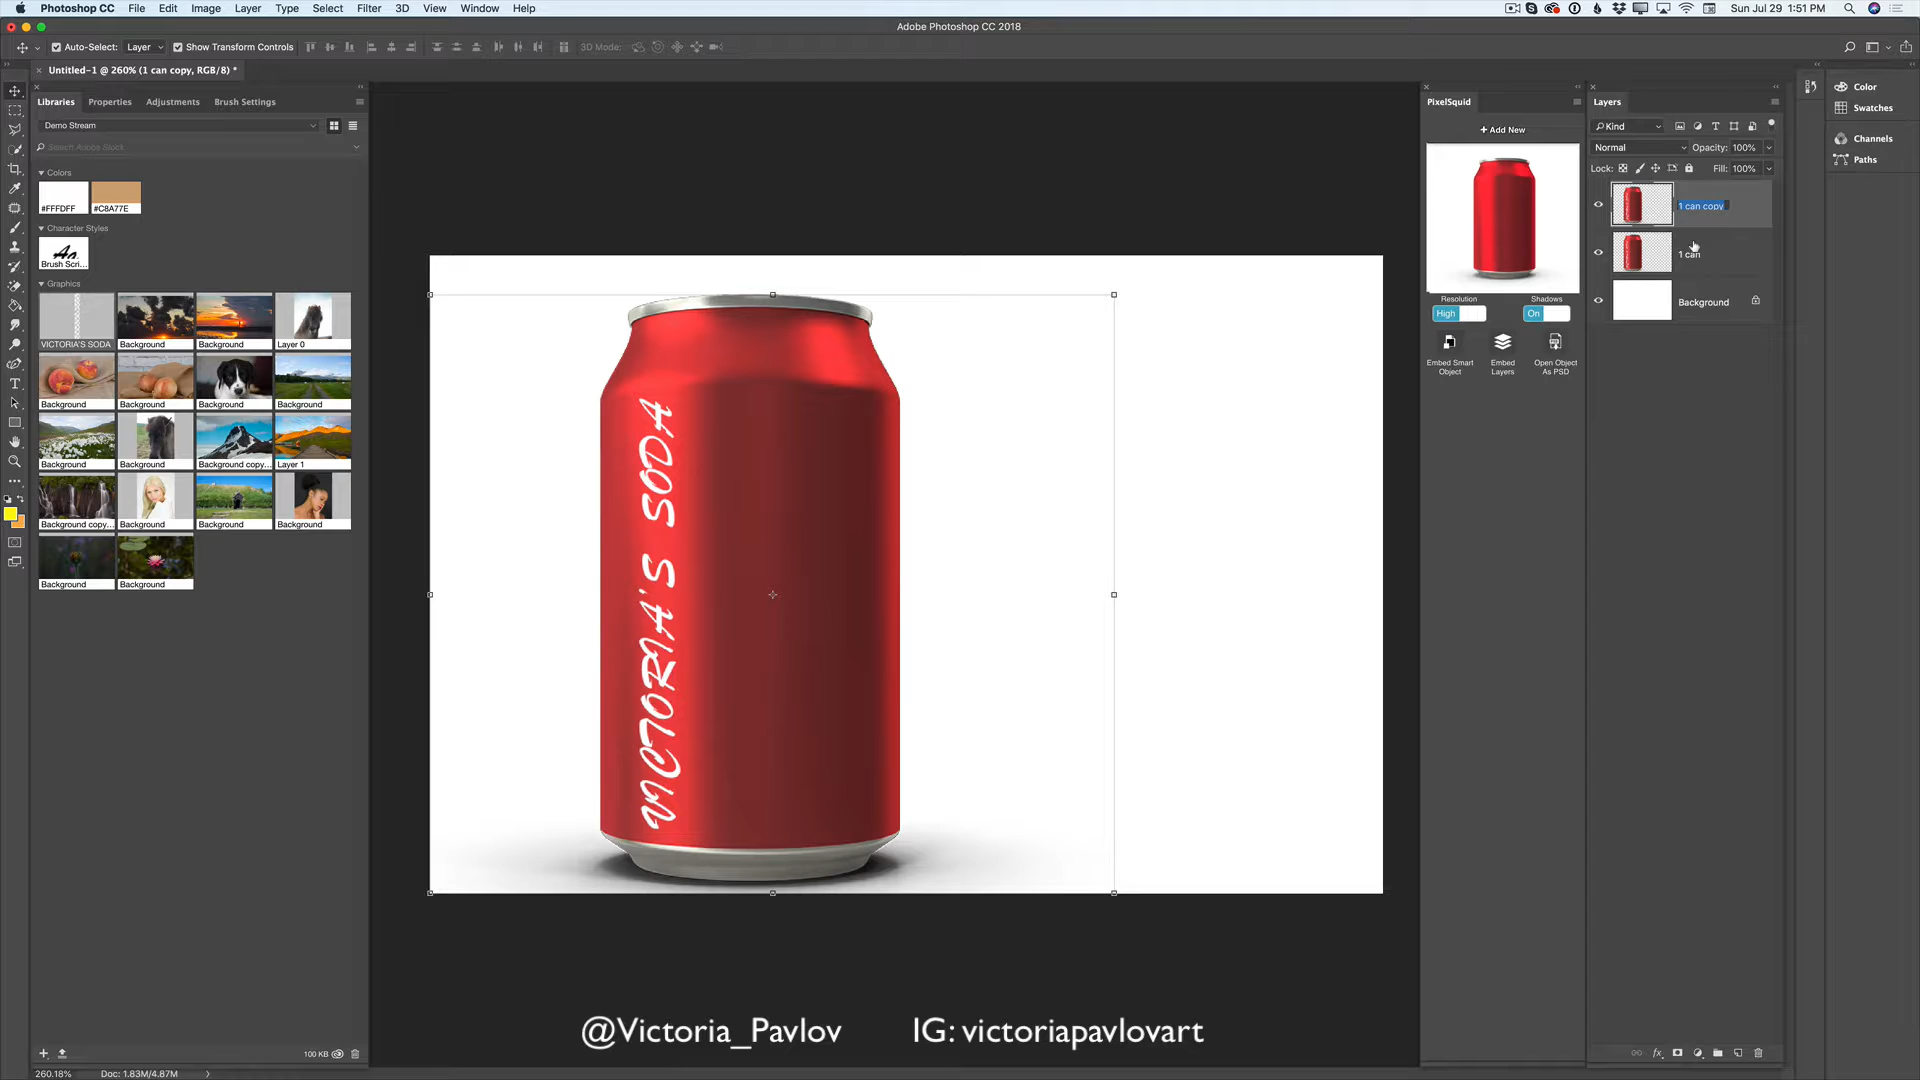 Photoshop CC File Edit Image Layer Type Select Filter 3D View Window Help Sun Jul 29 1:51 PM
Adobe Photoshop CC 2018
Auto-Select: Layer Show Transform Controls 3D Mode:
Untitled-1 @ 260% (1 can copy, RGB/8) *
Libraries Properties Adjustments Brush Settings
Demo Stream
Search Adobe Stock
Colors
#FFFDFF #C8A77E
Character Styles
Brush Scri...
Graphics
VICTORIA'S SODA Background Background Layer 0
Background Background Background Background
Background Background Background copy... Layer 1
Background copy... Background Background Background
Background Background
100 KB
260.18% Doc: 1.83M/4.87M
VICTORIA'S SODA
@Victoria_Pavlov IG: victoriapavlovart
PixelSquid
+ Add New
Resolution Shadows
High On
Embed Smart Object
Embed Layers
Open Object As PSD
Layers
Kind
Normal Opacity: 100%
Lock: Fill: 100%
1 can copy
1 can
Background
Color
Swatches
Channels
Paths